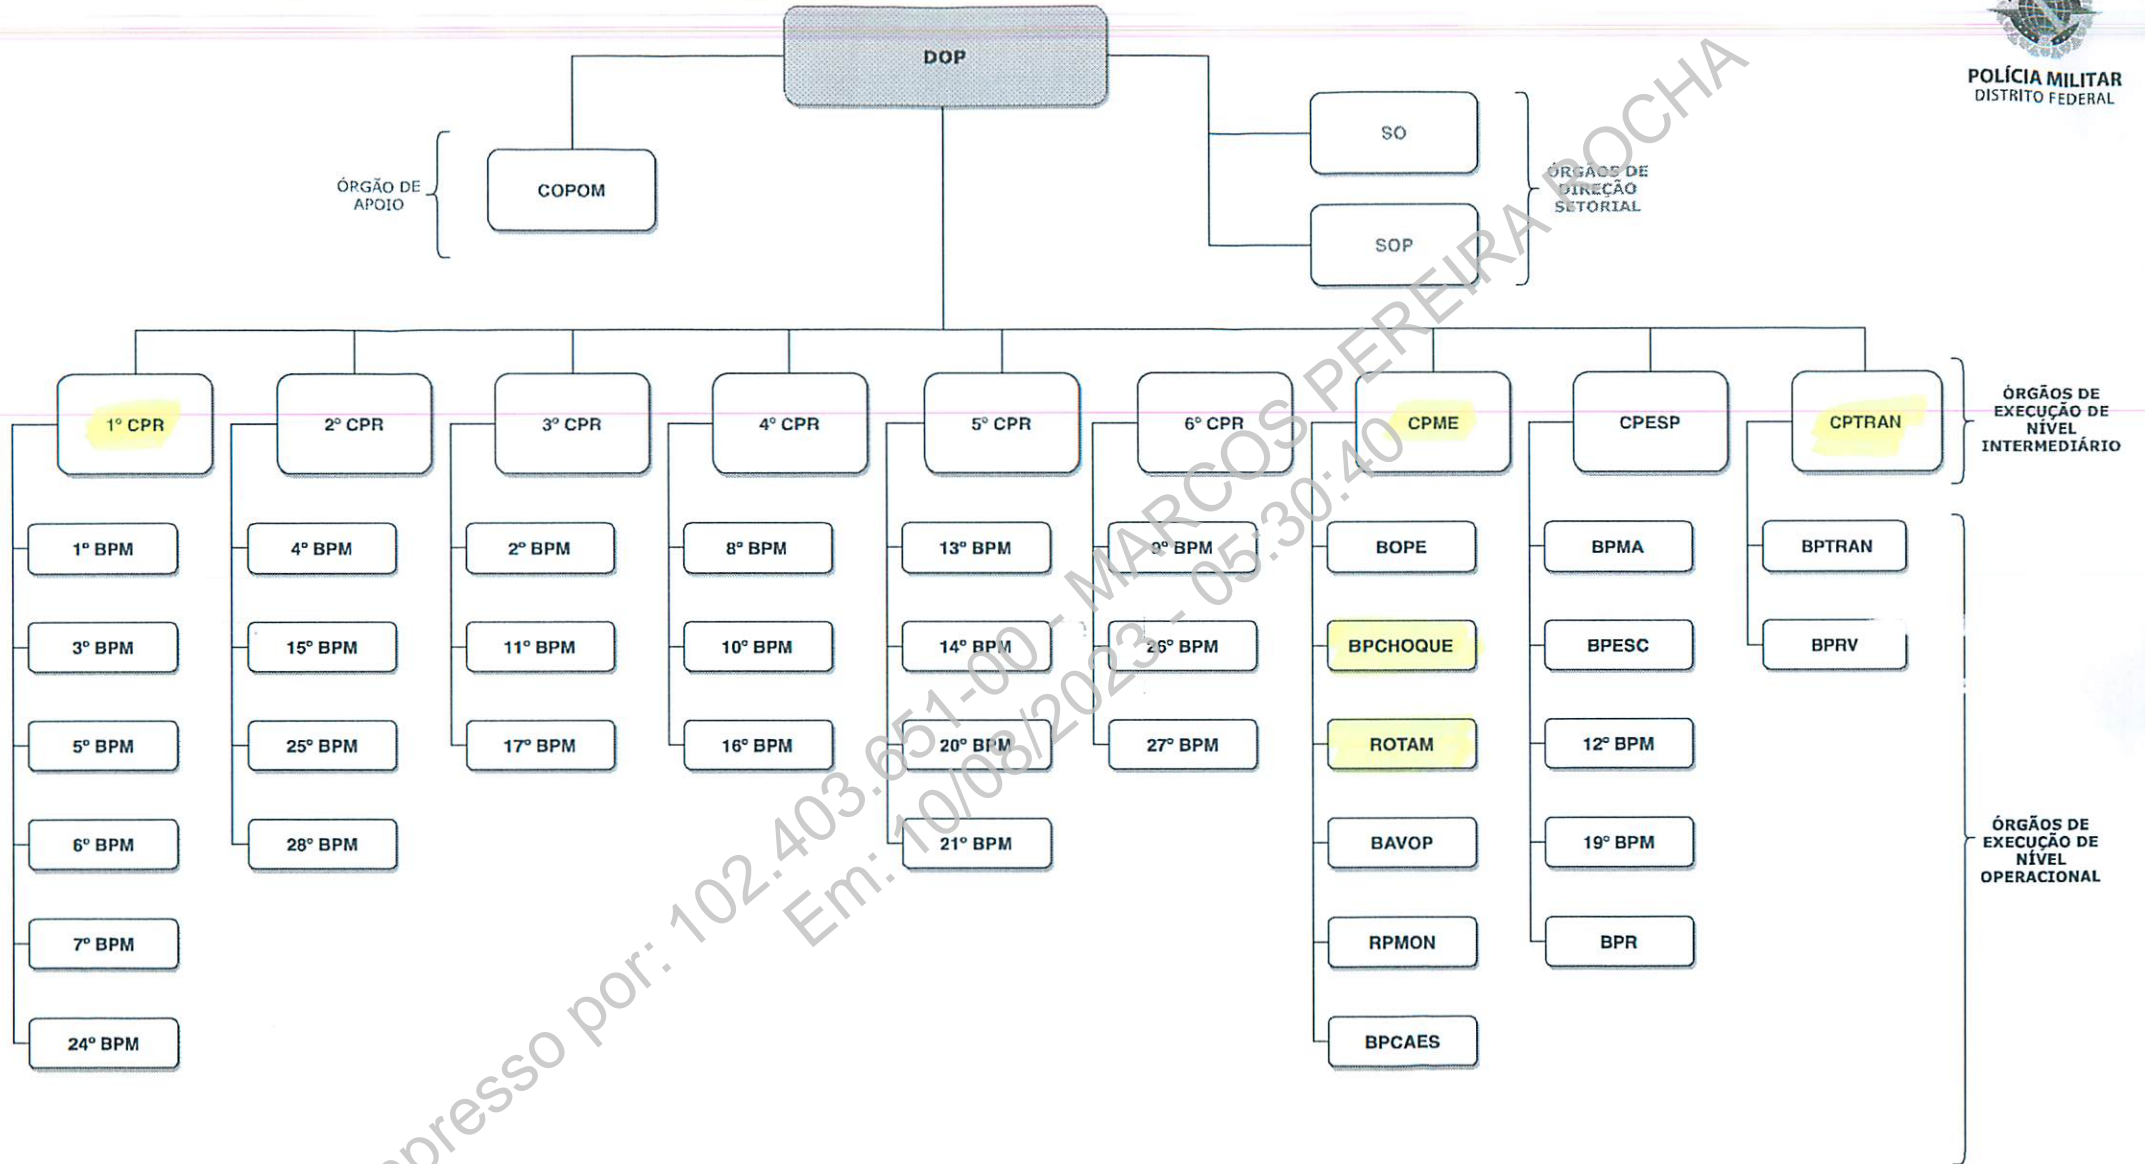 DOP
POLÍCIA MILITAR
DISTRITO FEDERAL
SO
ÓRGÃO DE
APOIO
COPOM
ÓRGÃOS DE
DIREÇÃO
SETORIAL
SOP
1º CPR
2º CPR
3º CPR
4º CPR
5º CPR
6º CPR
CPME
CPESP
CPTRAN
ÓRGÃOS DE
EXECUÇÃO DE
NÍVEL
INTERMEDIÁRIO
1º BPM
4º BPM
2º BPM
8º BPM
13º BPM
9º BPM
BOPE
BPMA
BPTRAN
3º BPM
15º BPM
11º BPM
10º BPM
14º BPM
26º BPM
BPCHOQUE
BPESC
BPRV
5º BPM
25º BPM
17º BPM
16º BPM
20º BPM
27º BPM
ROTAM
12º BPM
6º BPM
28º BPM
21º BPM
BAVOP
19º BPM
ÓRGÃOS DE
EXECUÇÃO DE
NÍVEL
OPERACIONAL
7º BPM
RPMON
BPR
24º BPM
BPCAES
presso por: 102.403.651-00 - MARCOS PEREIRA ROCHA
Em: 10/08/2023 - 05:30:40